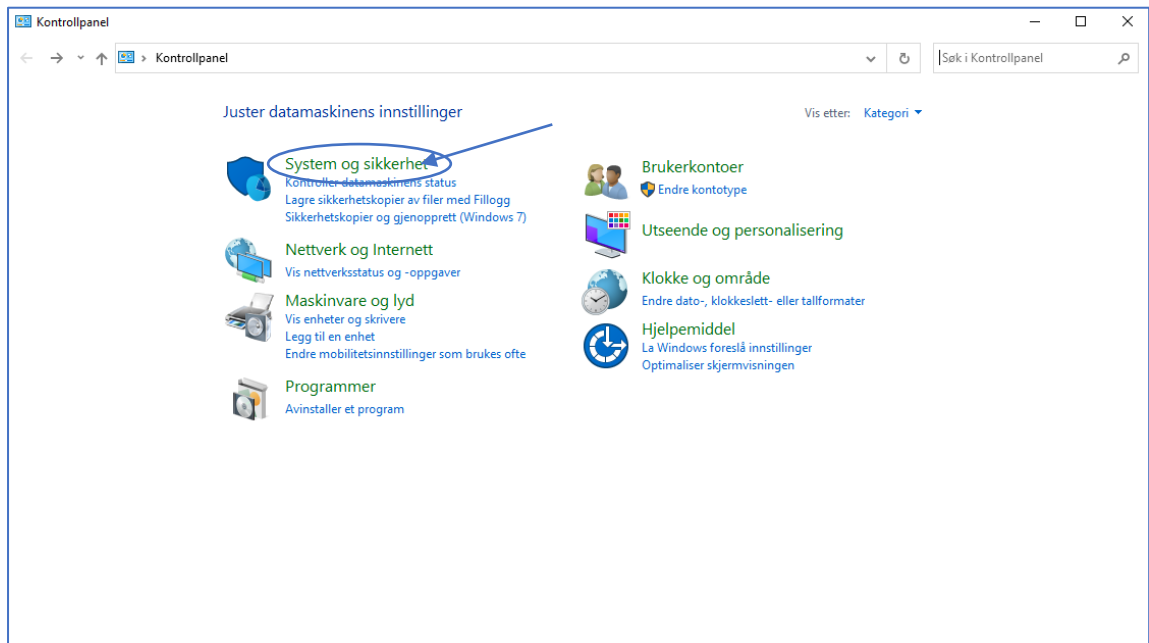 Kontrollpanel
Kontrollpanel
Søk i Kontrollpanel
Juster datamaskinens innstillinger
Vis etter: Kategori
System og sikkerhet
Kontroller datamaskinens status
Lagre sikkerhetskopier av filer med Fillogg
Sikkerhetskopier og gjenopprett (Windows 7)
Nettverk og Internett
Vis nettverksstatus og -oppgaver
Maskinvare og lyd
Vis enheter og skrivere
Legg til en enhet
Endre mobilitetsinnstillinger som brukes ofte
Programmer
Avinstaller et program
Brukerkontoer
Endre kontotype
Utseende og personalisering
Klokke og område
Endre dato-, klokkeslett- eller tallformater
Hjelpemiddel
La Windows foreslå innstillinger
Optimaliser skjermvisningen